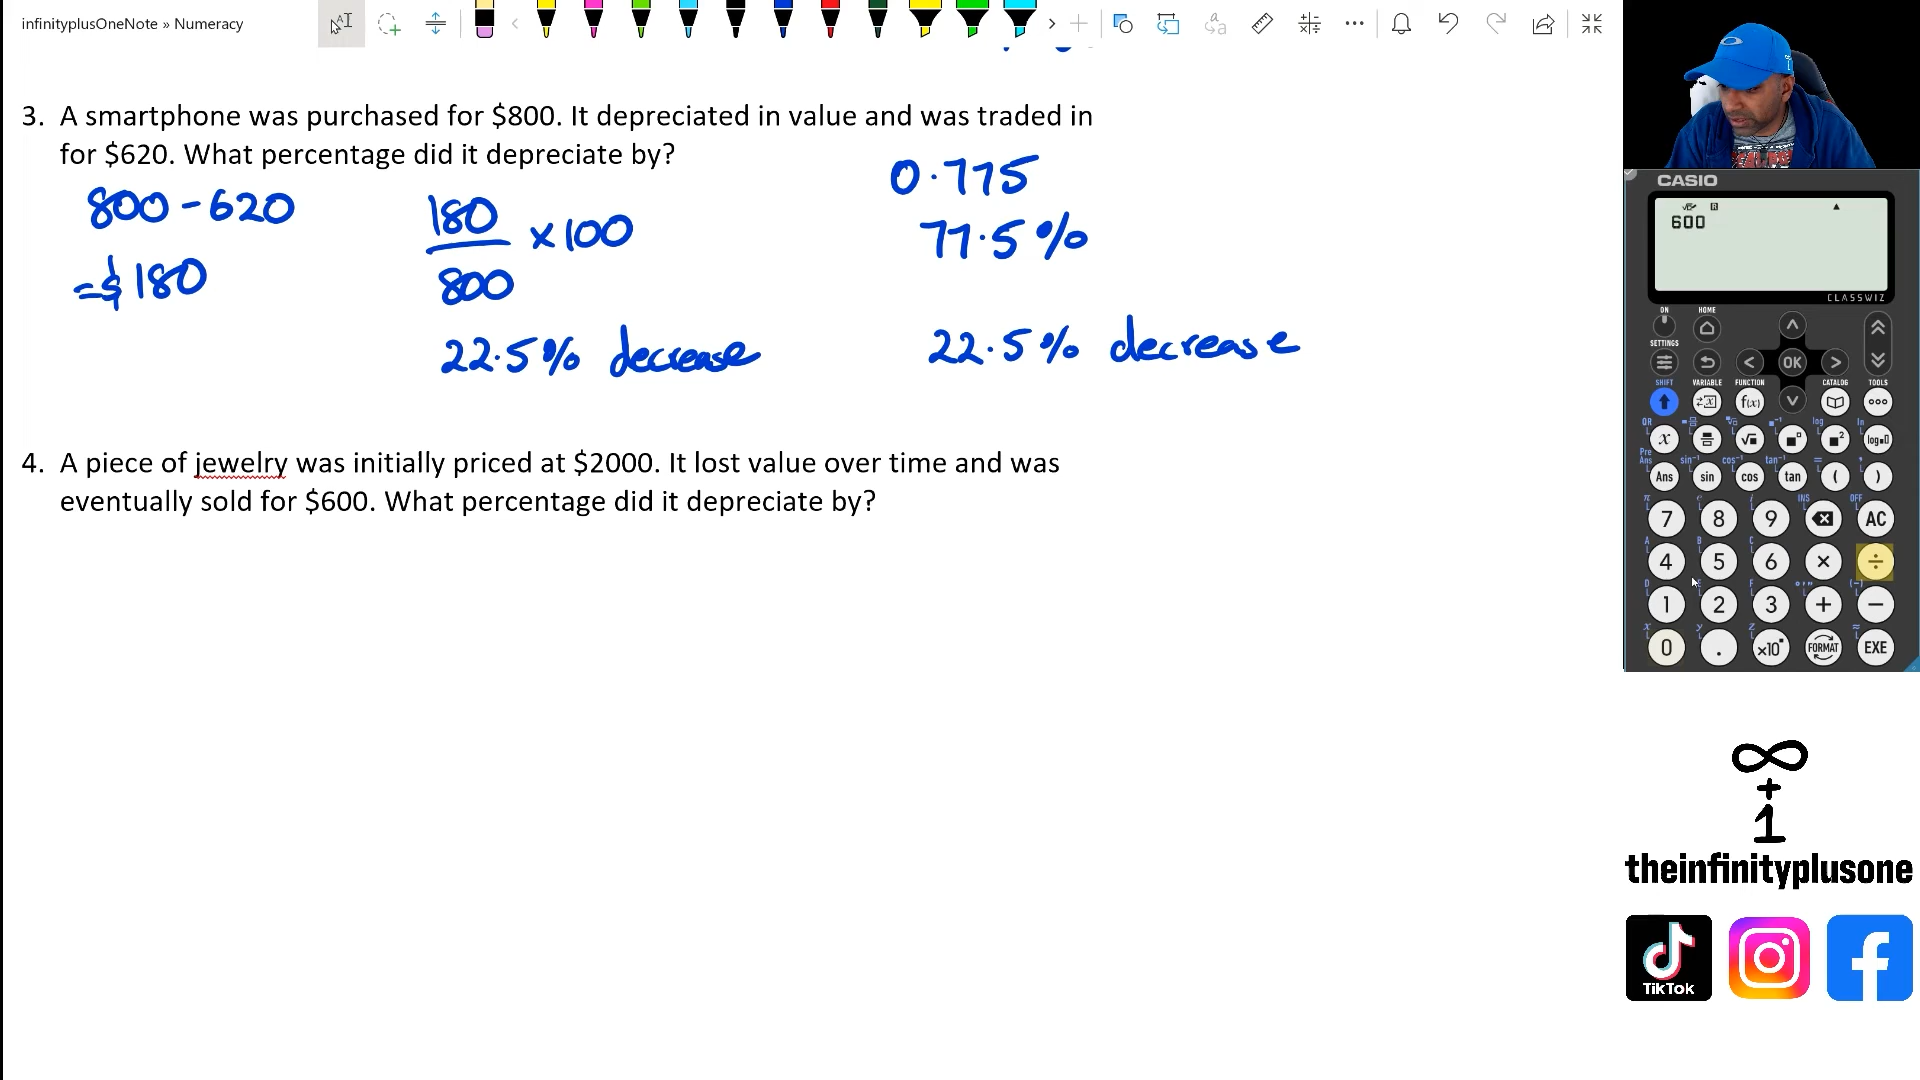 infinityplusOneNote » Numeracy
3. A smartphone was purchased for $800. It depreciated in value and was traded in
for $620. What percentage did it depreciate by?
800 - 620
= $180
180
800
× 100
22.5% decrease
0.775
77.5%
22.5% decrease
4. A piece of jewelry was initially priced at $2000. It lost value over time and was
eventually sold for $600. What percentage did it depreciate by?
CASIO
600
CLASSWIZ
ON HOME
SETTINGS
OK
SHIFT VARIABLE FUNCTION CATALOG TOOLS
f(x)
Ans sin cos tan ( )
INS OFF
7 8 9 AC
4 5 6 × ÷
1 2 3 + −
0 . ×10 FORMAT EXE
∞
+
1
theinfinityplusone
TikTok